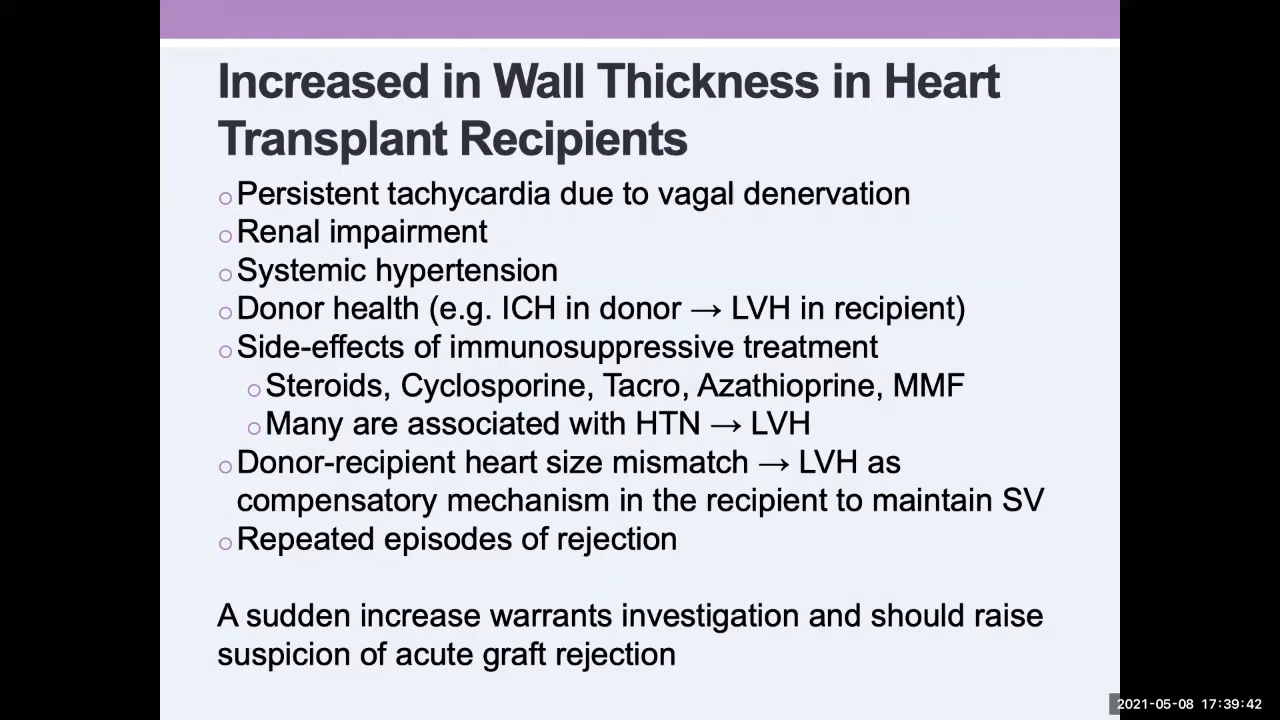 Increased in Wall Thickness in Heart
Transplant Recipients
○Persistent tachycardia due to vagal denervation
○Renal impairment
○Systemic hypertension
○Donor health (e.g. ICH in donor → LVH in recipient)
○Side-effects of immunosuppressive treatment
○Steroids, Cyclosporine, Tacro, Azathioprine, MMF
○Many are associated with HTN → LVH
○Donor-recipient heart size mismatch → LVH as
compensatory mechanism in the recipient to maintain SV
○Repeated episodes of rejection
A sudden increase warrants investigation and should raise
suspicion of acute graft rejection
2021-05-08 17:39:42